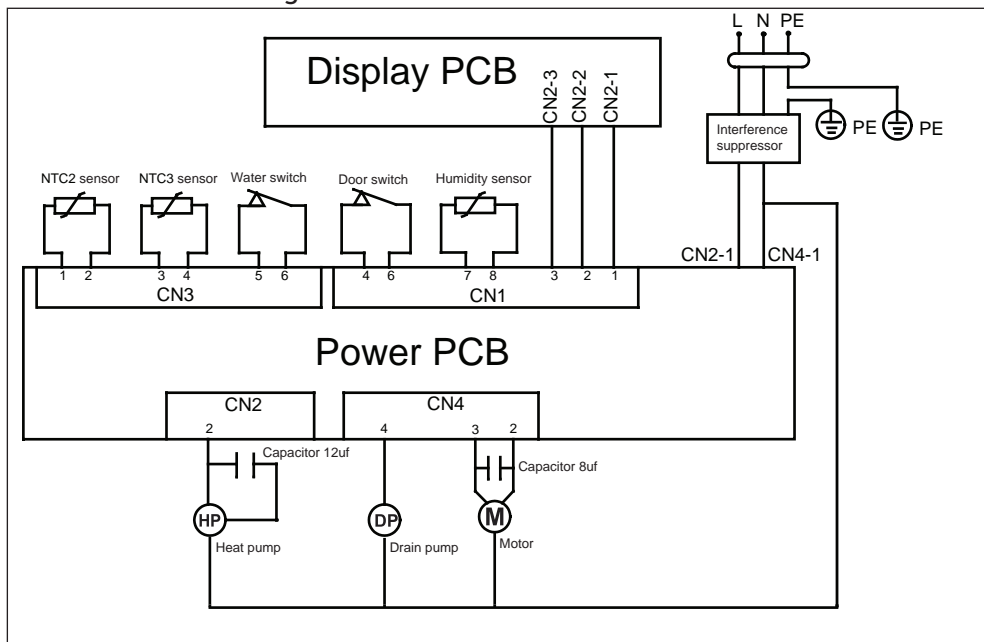 L N PE
Display PCB
CN2-3
CN2-2
CN2-1
Interference
suppressor
PE
PE
NTC2 sensor
NTC3 sensor
Water switch
Door switch
Humidity sensor
CN2-1
CN4-1
1 2 3 4 5 6 4 6 7 8 3 2 1
CN3
CN1
Power PCB
CN2
CN4
2
4
3
2
Capacitor 12uf
Capacitor 8uf
HP
DP
M
Heat pump
Drain pump
Motor